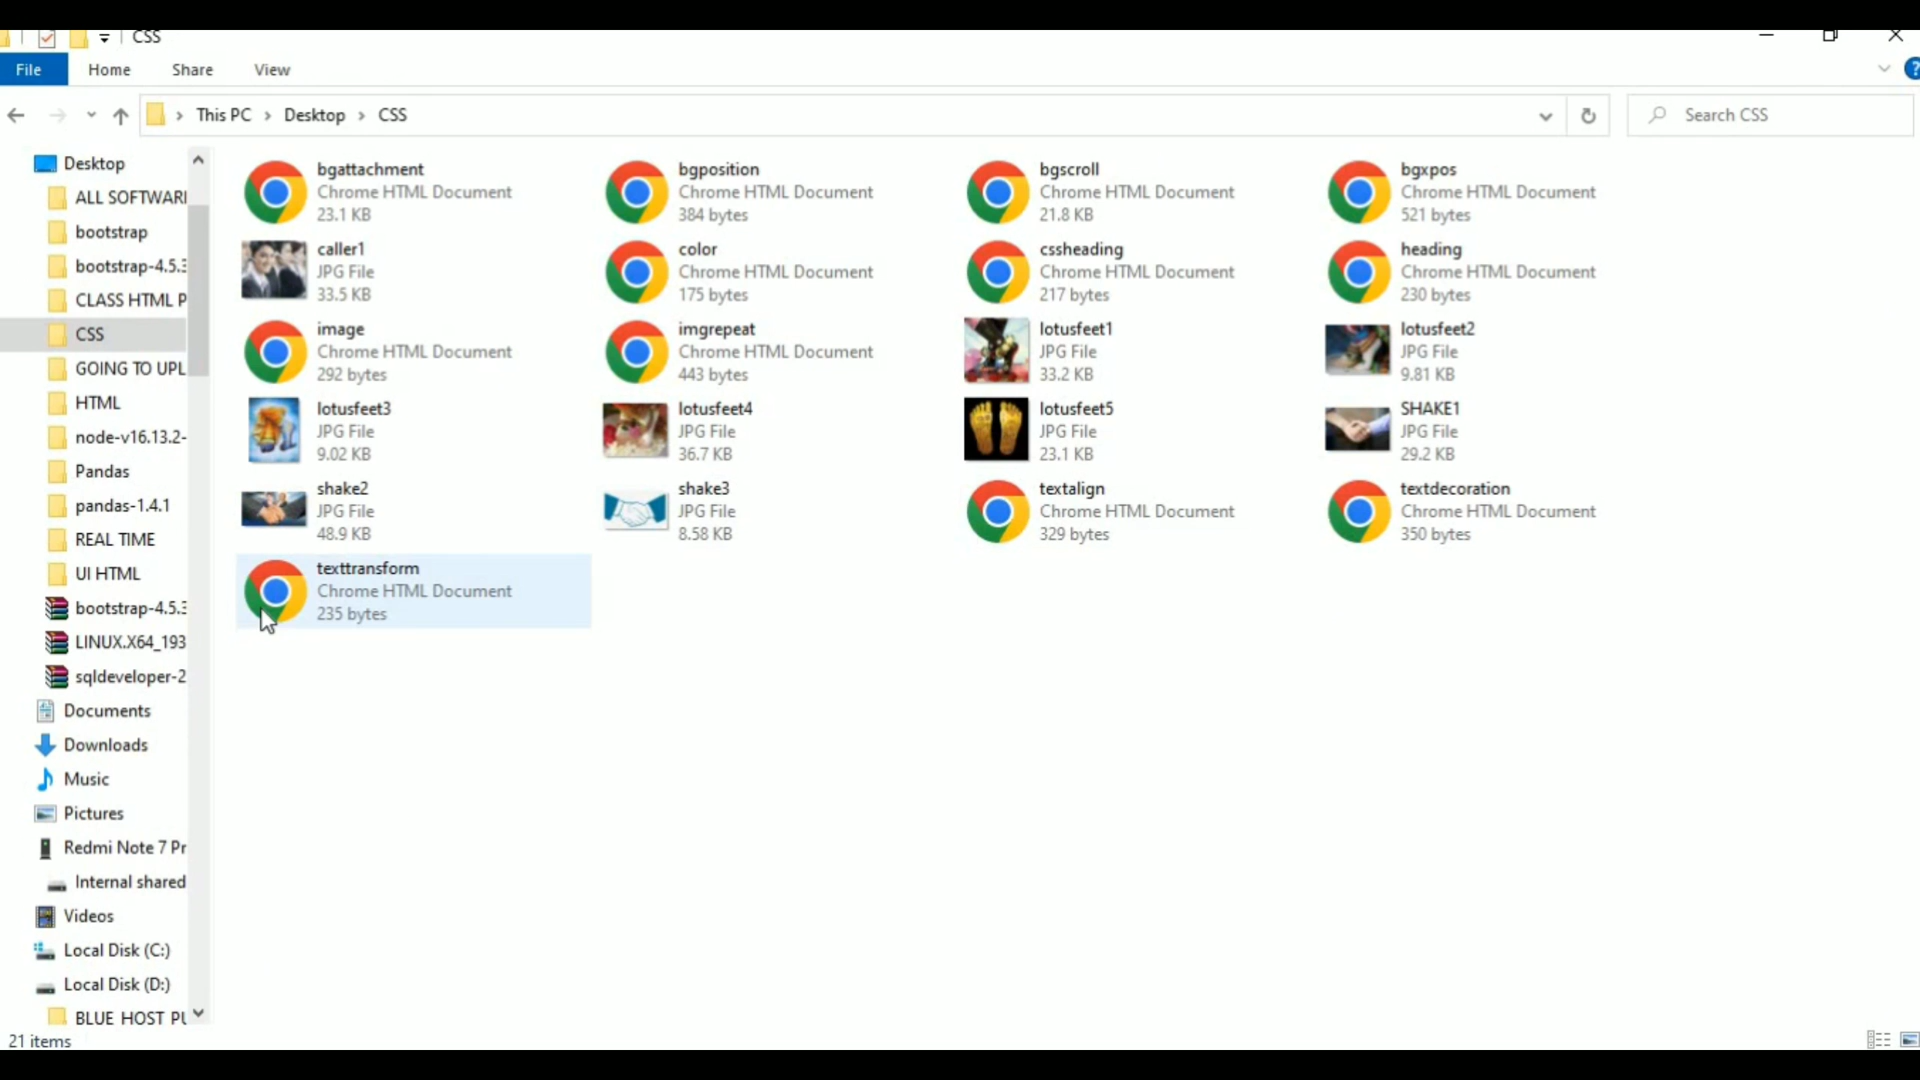 CSS
File Home Share View
This PC > Desktop > CSS
Search CSS
Desktop
ALL SOFTWARI
bootstrap
bootstrap-4.5.3
CLASS HTML P
CSS
GOING TO UPL
HTML
node-v16.13.2-
Pandas
pandas-1.4.1
REAL TIME
UI HTML
bootstrap-4.5.3
LINUX.X64_193
sqldeveloper-2
Documents
Downloads
Music
Pictures
Redmi Note 7 Pr
Internal shared
Videos
Local Disk (C:)
Local Disk (D:)
BLUE HOST PU
bgattachment
Chrome HTML Document
23.1 KB
bgposition
Chrome HTML Document
384 bytes
bgscroll
Chrome HTML Document
21.8 KB
bgxpos
Chrome HTML Document
521 bytes
caller1
JPG File
33.5 KB
color
Chrome HTML Document
175 bytes
cssheading
Chrome HTML Document
217 bytes
heading
Chrome HTML Document
230 bytes
image
Chrome HTML Document
292 bytes
imgrepeat
Chrome HTML Document
443 bytes
lotusfeet1
JPG File
33.2 KB
lotusfeet2
JPG File
9.81 KB
lotusfeet3
JPG File
9.02 KB
lotusfeet4
JPG File
36.7 KB
lotusfeet5
JPG File
23.1 KB
SHAKE1
JPG File
29.2 KB
shake2
JPG File
48.9 KB
shake3
JPG File
8.58 KB
textalign
Chrome HTML Document
329 bytes
textdecoration
Chrome HTML Document
350 bytes
texttransform
Chrome HTML Document
235 bytes
21 items